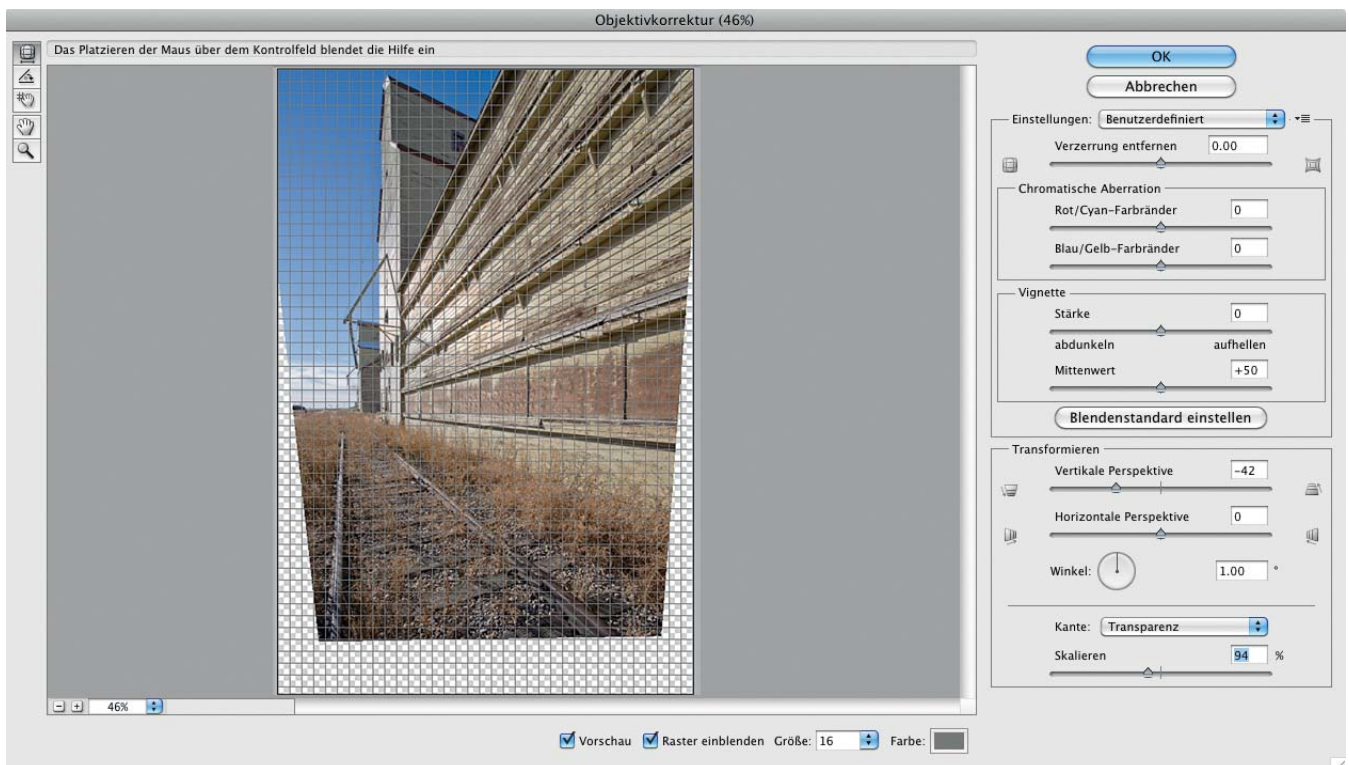 Objektivkorrektur (46%)
Das Platzieren der Maus über dem Kontrolfeld blendet die Hilfe ein
OK
Abbrechen
Einstellungen: Benutzerdefiniert
Verzerrung entfernen 0.00
Chromatische Aberration
Rot/Cyan-Farbränder 0
Blau/Gelb-Farbränder 0
Vignette
Stärke 0
abdunkeln aufhellen
Mittenwert +50
Blendenstandard einstellen
Transformieren
Vertikale Perspektive -42
Horizontale Perspektive 0
Winkel: 1.00 °
Kante: Transparenz
Skalieren 94 %
46%
Vorschau Raster einblenden Größe: 16 Farbe: